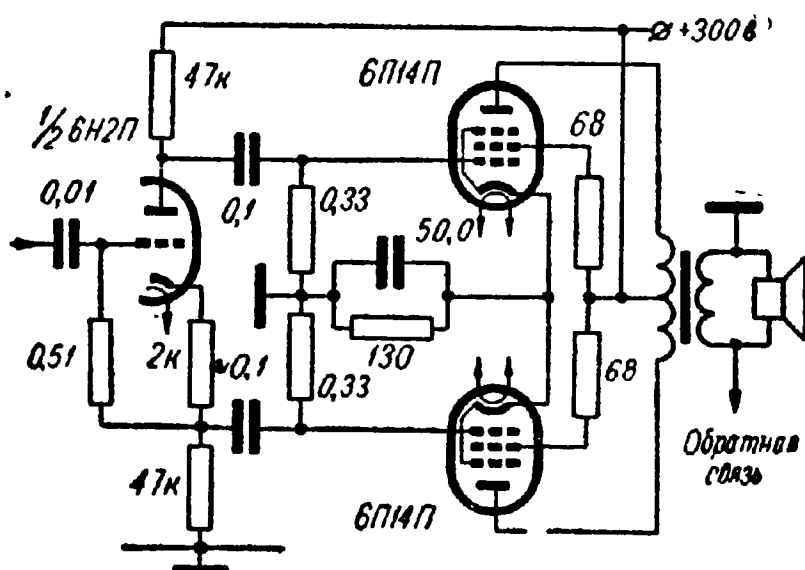 +300в
47к
6П14П
½ 6Н2П
68
0,01
0,1
0,33
50,0
0,51
2к
0,1
0,33
130
68
Обратная
связь
47к
6П14П